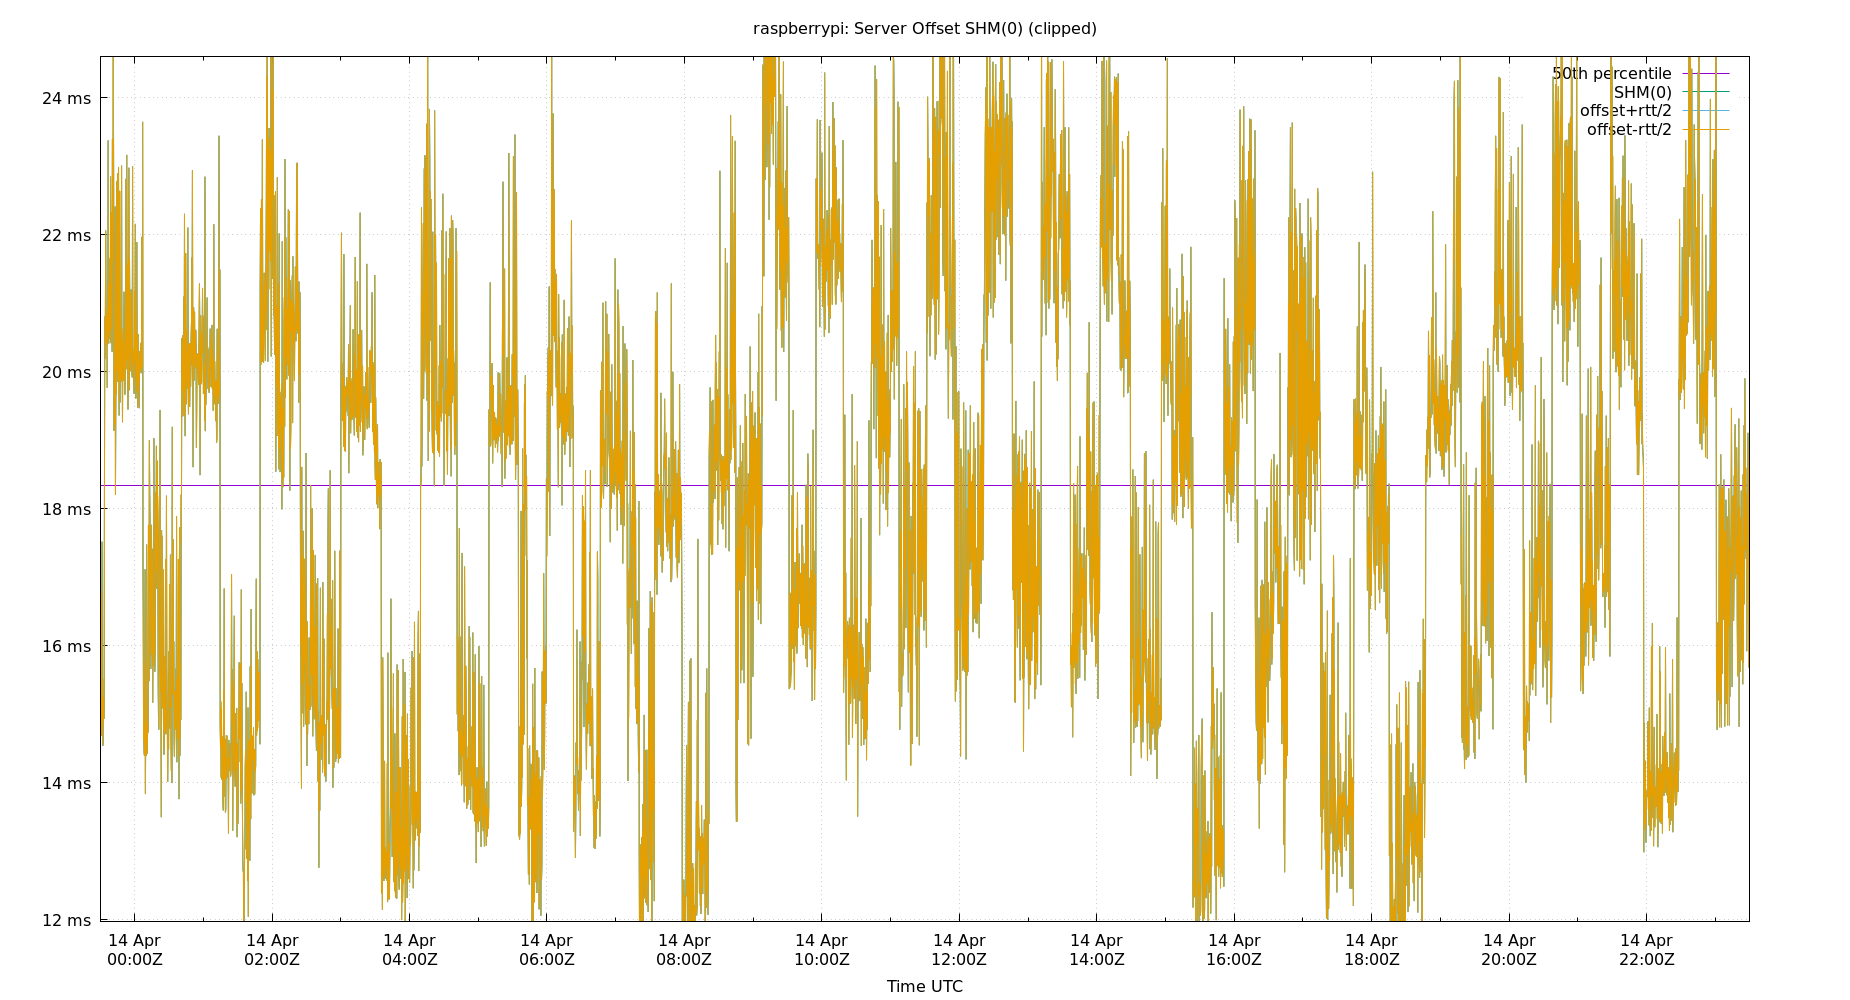 raspberrypi: Server Offset SHM(0) (clipped)
50th percentile
SHM(0)
offset+rtt/2
offset-rtt/2
24 ms
22 ms
20 ms
18 ms
16 ms
14 ms
12 ms
14 Apr 14 Apr 14 Apr 14 Apr 14 Apr 14 Apr 14 Apr 14 Apr 14 Apr 14 Apr 14 Apr 14 Apr
00:00Z 02:00Z 04:00Z 06:00Z 08:00Z 10:00Z 12:00Z 14:00Z 16:00Z 18:00Z 20:00Z 22:00Z
Time UTC